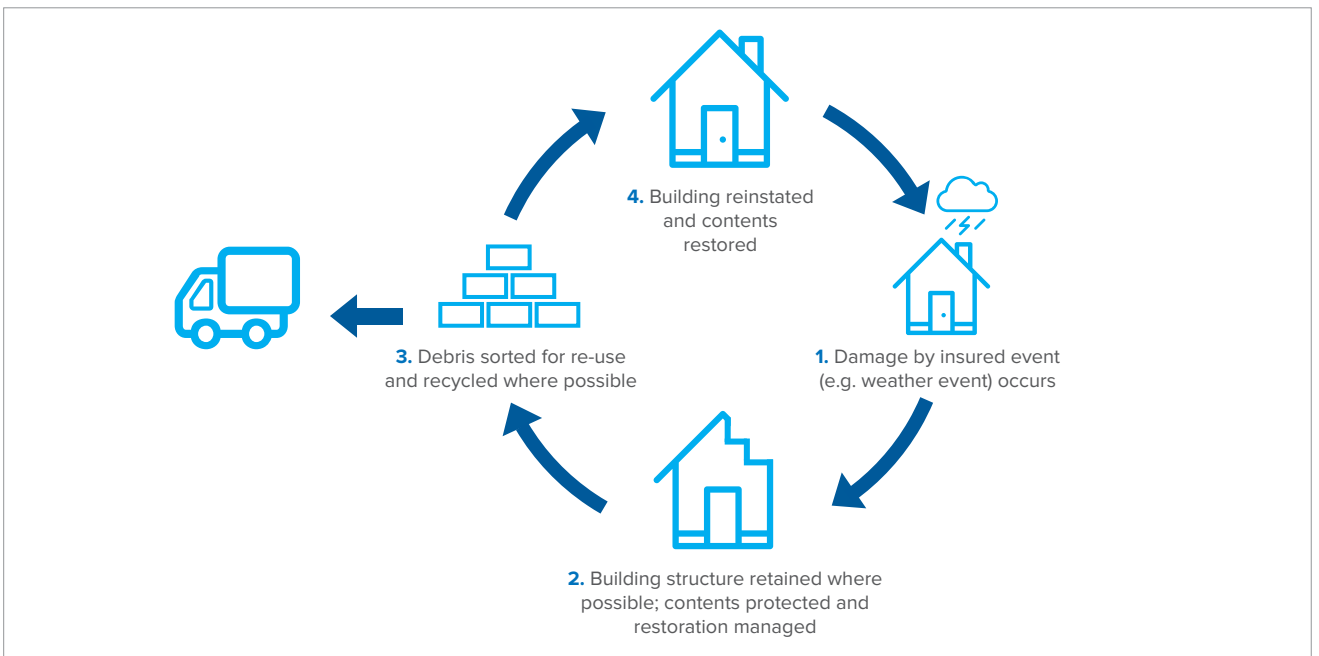 4. Building reinstated
and contents
restored
3. Debris sorted for re-use
and recycled where possible
1. Damage by insured event
(e.g. weather event) occurs
2. Building structure retained where
possible; contents protected and
restoration managed